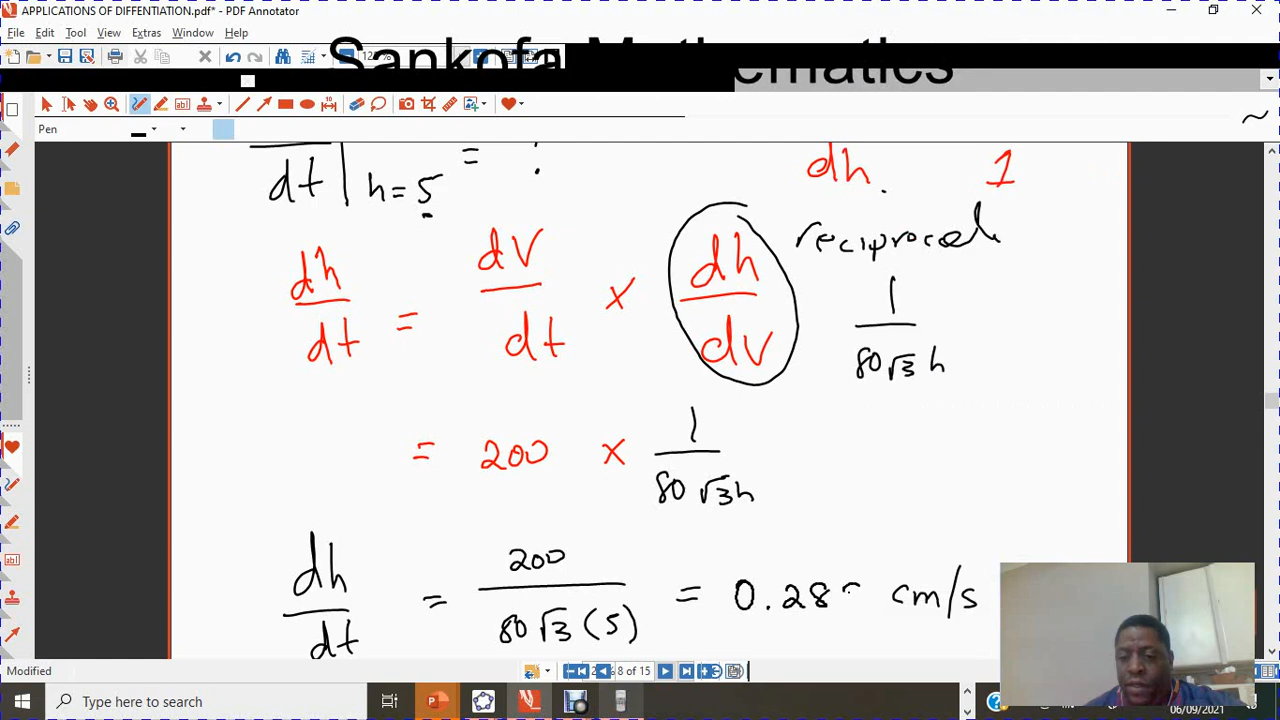 APPLICATIONS OF DIFFENTIATION.pdf* - PDF Annotator
File Edit Tool View Extras Window Help
Sankofa Mathematics
Pen
dt | h = 5 = ?
dh 1
dh/dt = dV/dt × dh/dv reciprocal 1/80√3 h
= 200 × 1/80√3h
dh/dt = 200/80√3 (5) = 0.28 cm/s
Modified
8 of 15
Type here to search
06/09/2021